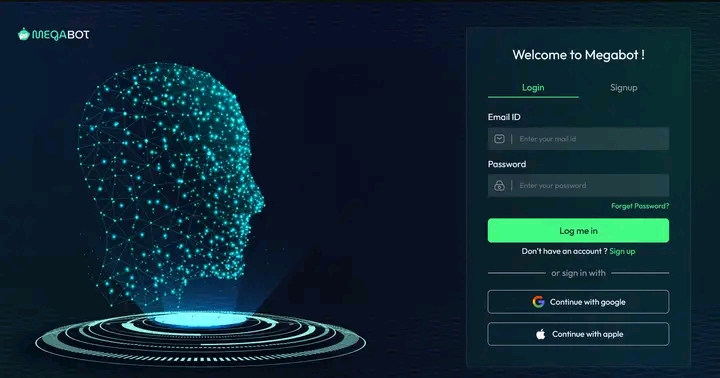 MEGABOT
Welcome to Megabot !
Login
Signup
Email ID
Enter your mail id
Password
Enter your password
Forget Password?
Log me in
Don't have an account ? Sign up
or sign in with
Continue with google
Continue with apple